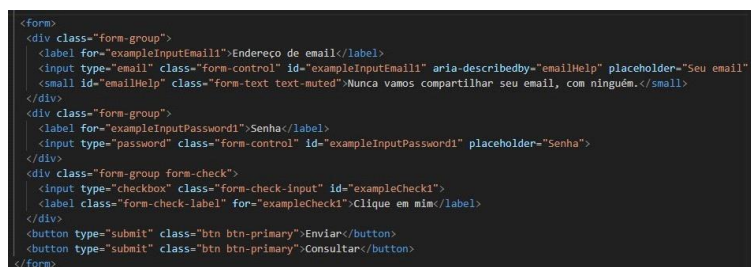 <form>
<div class="form-group">
<label for="exampleInputEmail1">Endereço de email</label>
<input type="email" class="form-control" id="exampleInputEmail1" aria-describedby="emailHelp" placeholder="Seu email"
<small id="emailHelp" class="form-text text-muted">Nunca vamos compartilhar seu email, com ninguém.</small>
</div>
<div class="form-group">
<label for="exampleInputPassword1">Senha</label>
<input type="password" class="form-control" id="exampleInputPassword1" placeholder="Senha">
</div>
<div class="form-group form-check">
<input type="checkbox" class="form-check-input" id="exampleCheck1">
<label class="form-check-label" for="exampleCheck1">Clique em mim</label>
</div>
<button type="submit" class="btn btn-primary">Enviar</button>
<button type="submit" class="btn btn-primary">Consultar</button>
</form>